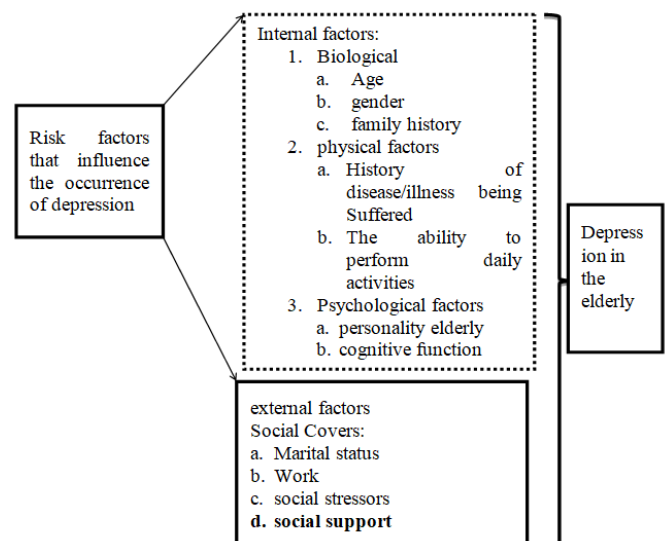 Risk factors
that influence
the occurrence
of depression
Internal factors:
1. Biological
a. Age
b. gender
c. family history
2. physical factors
a. History of
disease/illness being
Suffered
b. The ability to
perform daily
activities
3. Psychological factors
a. personality elderly
b. cognitive function
external factors
Social Covers:
a. Marital status
b. Work
c. social stressors
d. social support
Depress
ion in
the
elderly